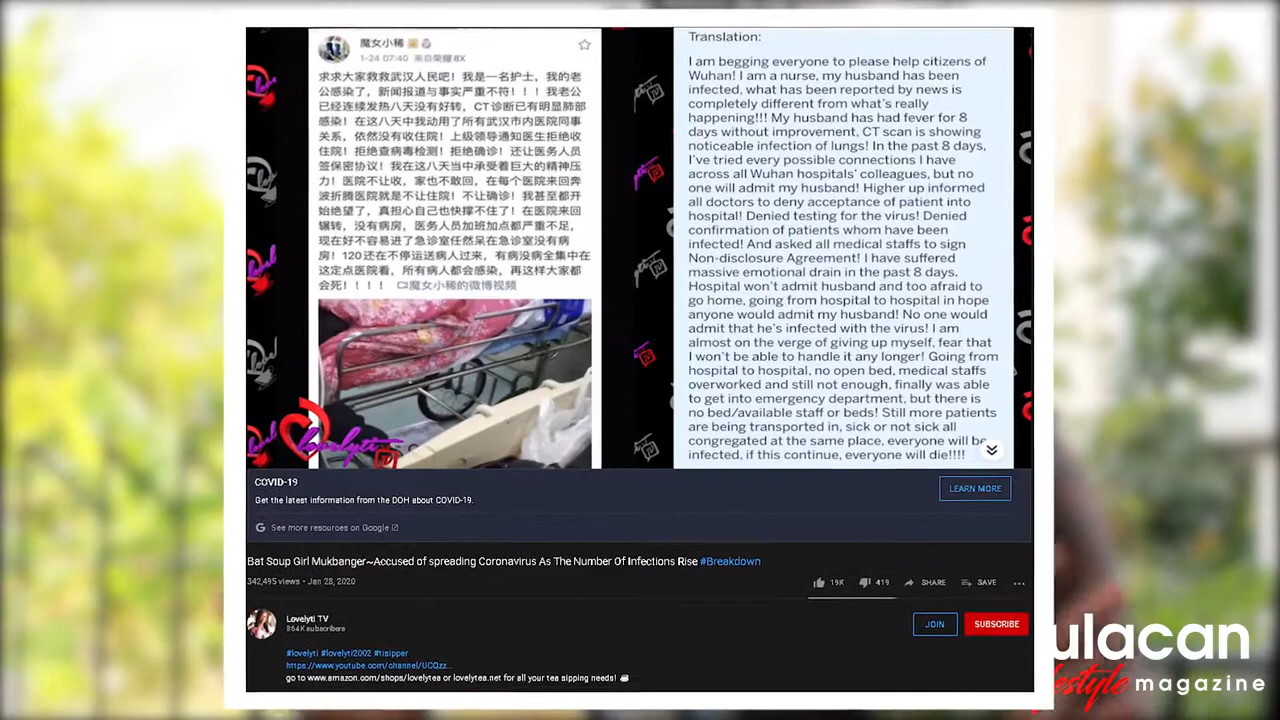 魔女小稀
1-24 07:40 来自荣耀8X
求求大家救救武汉人民吧！我是一名护士，我的老
公感染了，新闻报道与事实严重不符！！！我老公
已经连续发热八天没有好转，CT诊断已有明显肺部
感染！在这八天中我动用了所有武汉市内医院同事
关系，依然没有收住院！上级领导通知医生拒绝收
住院！拒绝查病毒检测！拒绝确诊！还让医务人员
签保密协议！我在这八天当中承受着巨大的精神压
力！医院不让收，家也不敢回，在每个医院来回奔
波折腾医院就是不让住院！不让确诊！我甚至都开
始绝望了，真担心自己也快撑不住了！在医院来回
辗转，没有病房，医务人员加班加点都严重不足，
现在好不容易进了急诊室任然呆在急诊室没有病
房！120还在不停运送病人过来，有病没病全集中在
这定点医院看，所有病人都会感染，再这样大家都
会死！！！！ 魔女小稀的微博视频
Translation:
I am begging everyone to please help citizens of
Wuhan! I am a nurse, my husband has been
infected, what has been reported by news is
completely different from what's really
happening!!! My husband has had fever for 8
days without improvement, CT scan is showing
noticeable infection of lungs! In the past 8 days,
I've tried every possible connections I have
across all Wuhan hospitals' colleagues, but no
one will admit my husband! Higher up informed
all doctors to deny acceptance of patient into
hospital! Denied testing for the virus! Denied
confirmation of patients whom have been
infected! And asked all medical staffs to sign
Non-disclosure Agreement! I have suffered
massive emotional drain in the past 8 days.
Hospital won't admit husband and too afraid to
go home, going from hospital to hospital in hope
anyone would admit my husband! No one would
admit that he's infected with the virus! I am
almost on the verge of giving up myself, fear that
I won't be able to handle it any longer! Going from
hospital to hospital, no open bed, medical staffs
overworked and still not enough, finally was able
to get into emergency department, but there is
no bed/available staff or beds! Still more patients
are being transported in, sick or not sick all
congregated at the same place, everyone will be
infected, if this continue, everyone will die!!!!
lovelyti TV
COVID-19
Get the latest information from the DOH about COVID-19.
LEARN MORE
See more resources on Google
Bat Soup Girl Mukbanger~Accused of spreading Coronavirus As The Number Of Infections Rise #Breakdown
342,495 views • Jan 28, 2020
19K 419 SHARE SAVE
Lovelyti TV
864K subscribers
JOIN SUBSCRIBE
#lovelyti #lovelyti2002 #tisipper
https://www.youtube.com/channel/UCQzz...
go to www.amazon.com/shops/lovelytea or lovelytea.net for all your tea sipping needs!
ulacan
lifestyle magazine